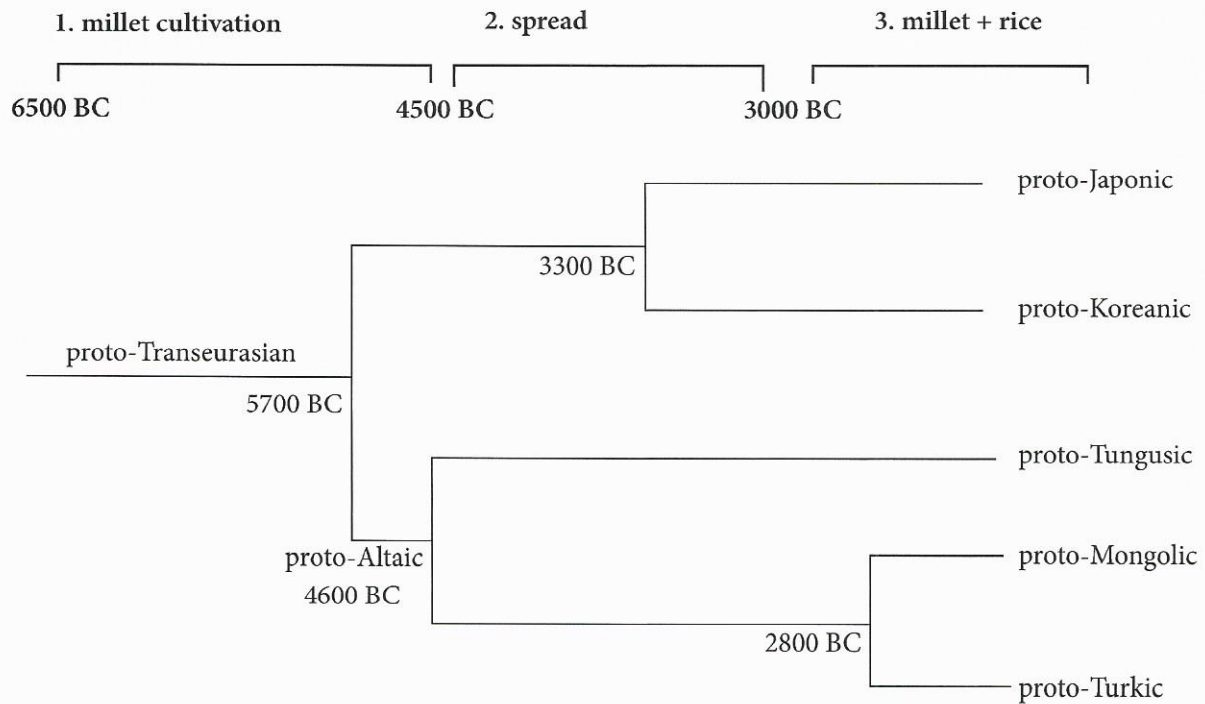 1. millet cultivation
2. spread
3. millet + rice
6500 BC
4500 BC
3000 BC
proto-Japonic
3300 BC
proto-Koreanic
proto-Transeurasian
5700 BC
proto-Tungusic
proto-Altaic
4600 BC
proto-Mongolic
2800 BC
proto-Turkic